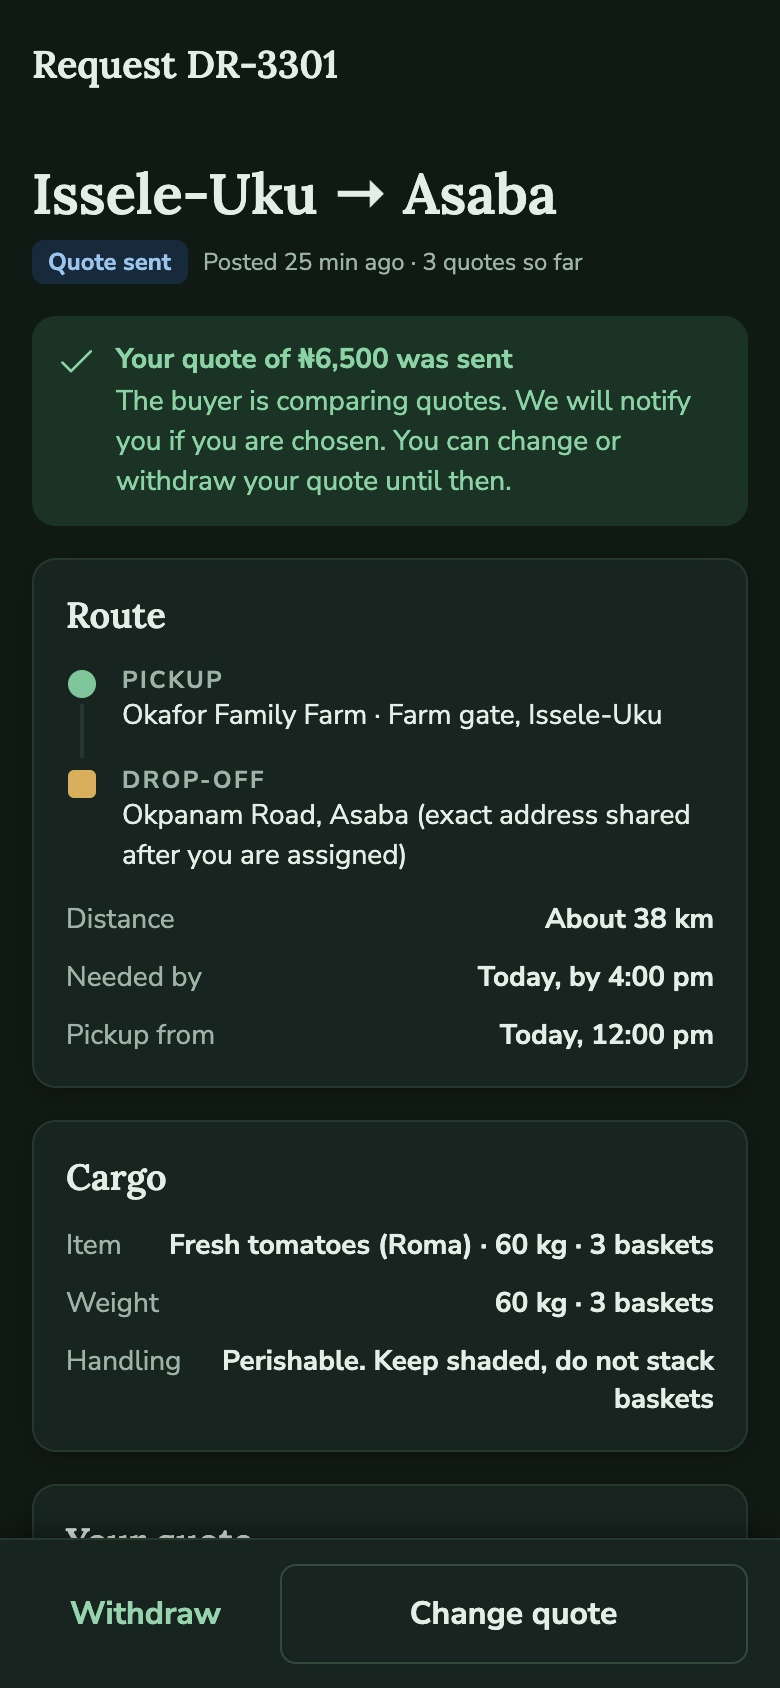 Request DR-3301
Issele-Uku → Asaba
Quote sent
Posted 25 min ago · 3 quotes so far
Your quote of ₦6,500 was sent
The buyer is comparing quotes. We will notify
you if you are chosen. You can change or
withdraw your quote until then.
Route
PICKUP
Okafor Family Farm · Farm gate, Issele-Uku
DROP-OFF
Okpanam Road, Asaba (exact address shared
after you are assigned)
Distance About 38 km
Needed by Today, by 4:00 pm
Pickup from Today, 12:00 pm
Cargo
Item Fresh tomatoes (Roma) · 60 kg · 3 baskets
Weight 60 kg · 3 baskets
Handling Perishable. Keep shaded, do not stack
baskets
Your quote
Withdraw
Change quote